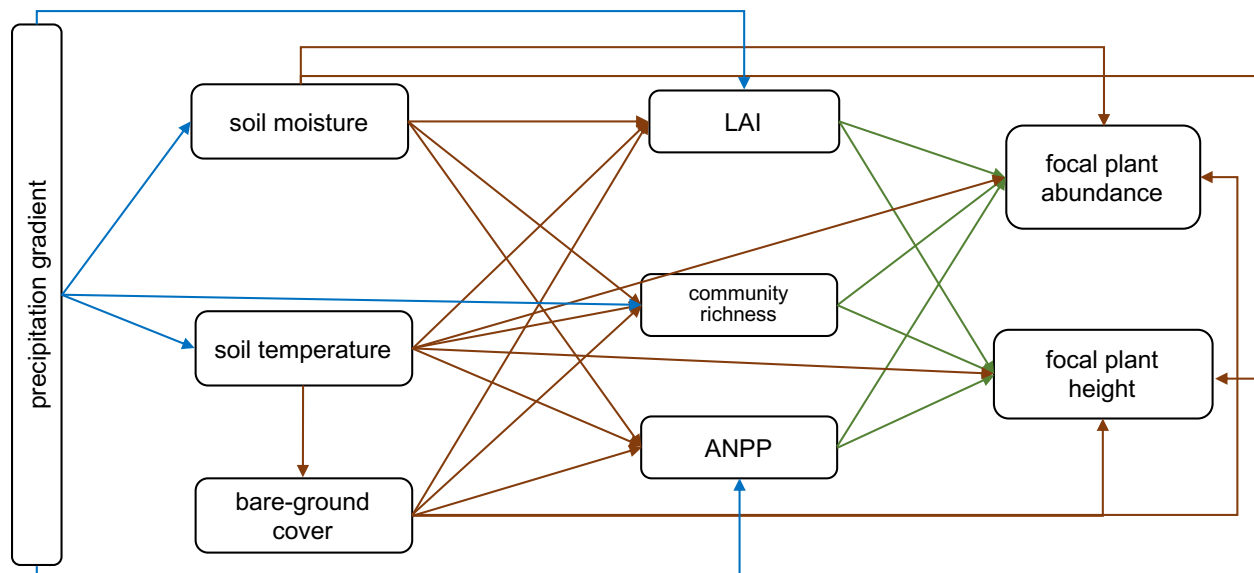 precipitation gradient
soil moisture
soil temperature
bare-ground
cover
LAI
community
richness
ANPP
focal plant
abundance
focal plant
height